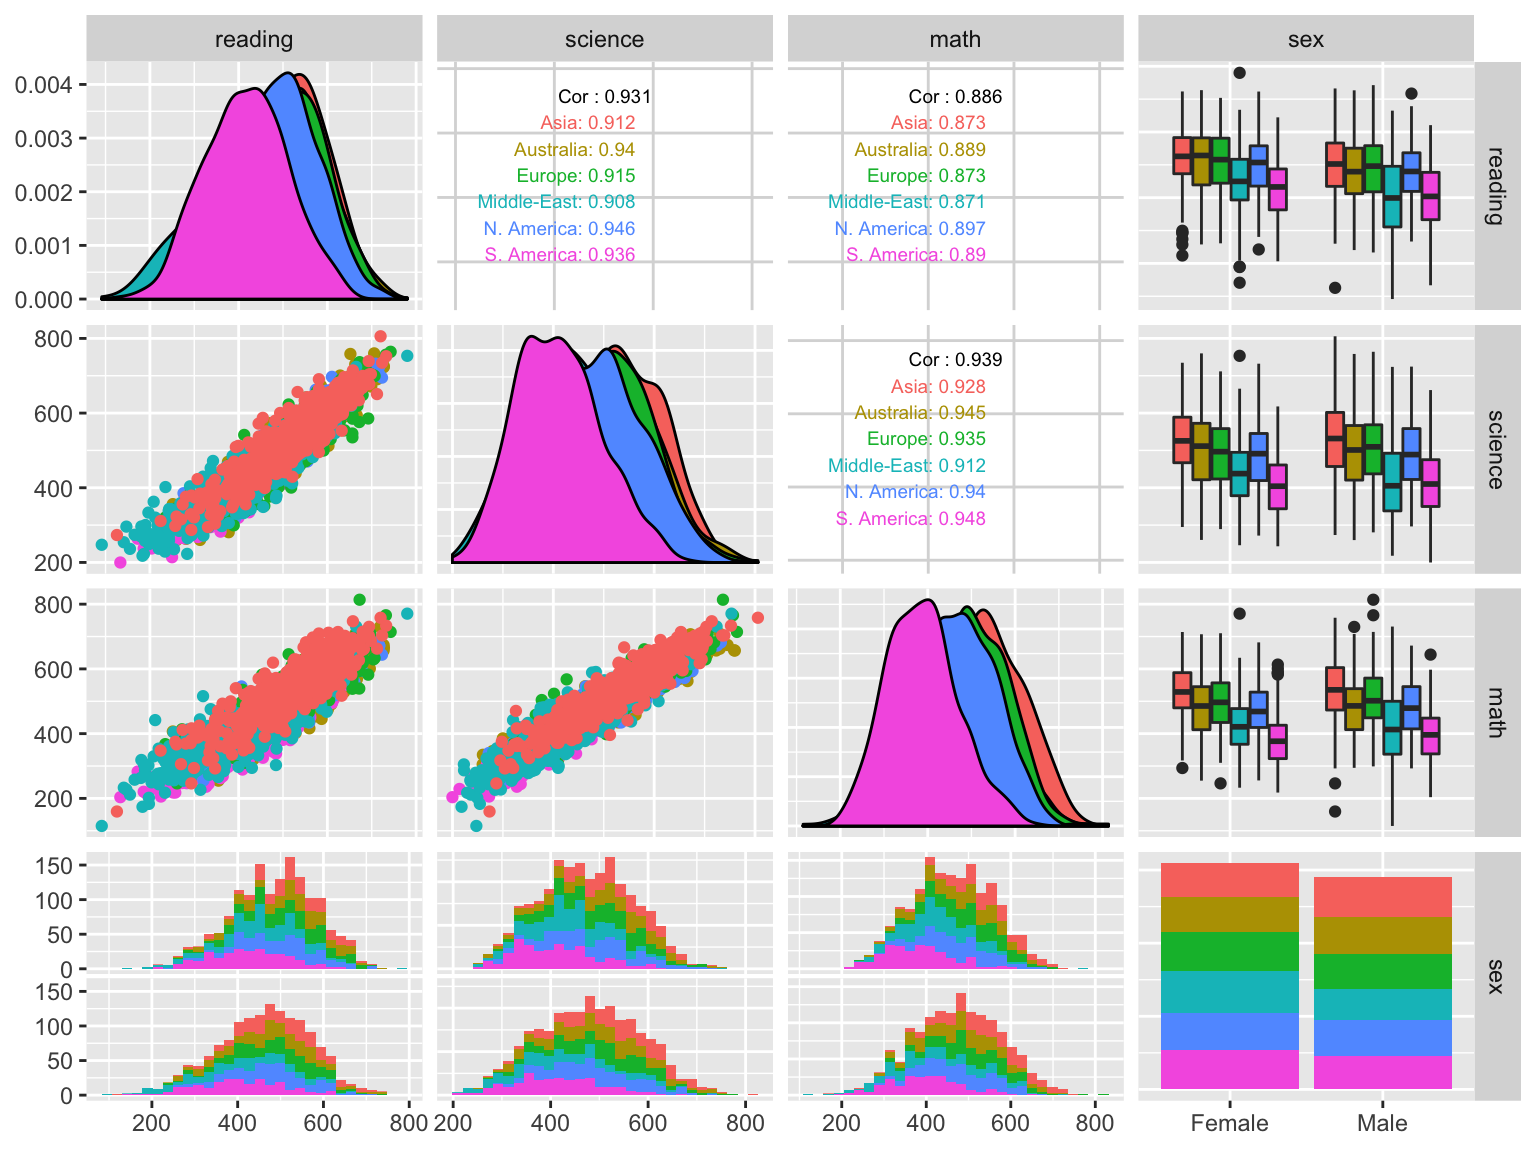 reading
science
math
sex
0.004
0.003
0.002
0.001
0.000
Cor : 0.931
Asia: 0.912
Australia: 0.94
Europe: 0.915
Middle-East: 0.908
N. America: 0.946
S. America: 0.936
Cor : 0.886
Asia: 0.873
Australia: 0.889
Europe: 0.873
Middle-East: 0.871
N. America: 0.897
S. America: 0.89
reading
800
600
400
200
Cor : 0.939
Asia: 0.928
Australia: 0.945
Europe: 0.935
Middle-East: 0.912
N. America: 0.94
S. America: 0.948
science
800
600
400
200
math
150
100
50
0
150
100
50
0
sex
200 400 600 800
200 400 600 800
200 400 600 800
Female Male